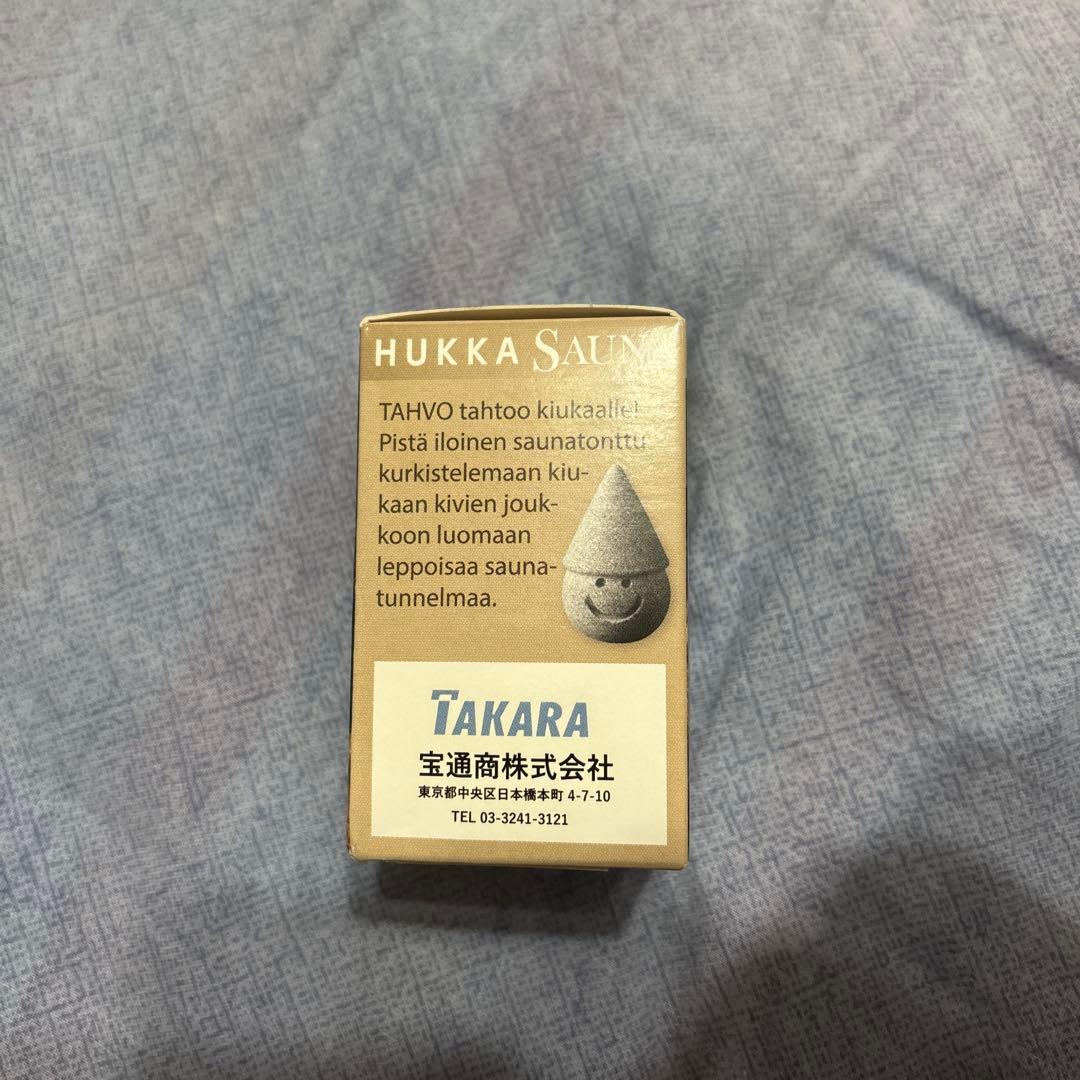 HUKKA SAUNA
TAHVO tahtoo kiukaalle!
Pistä iloinen saunatonttu
kurkistelemaan kiu-
kaan kivien jouk-
koon luomaan
leppoisaa sauna-
tunnelmaa.
TAKARA
宝通商株式会社
東京都中央区日本橋本町 4-7-10
TEL 03-3241-3121